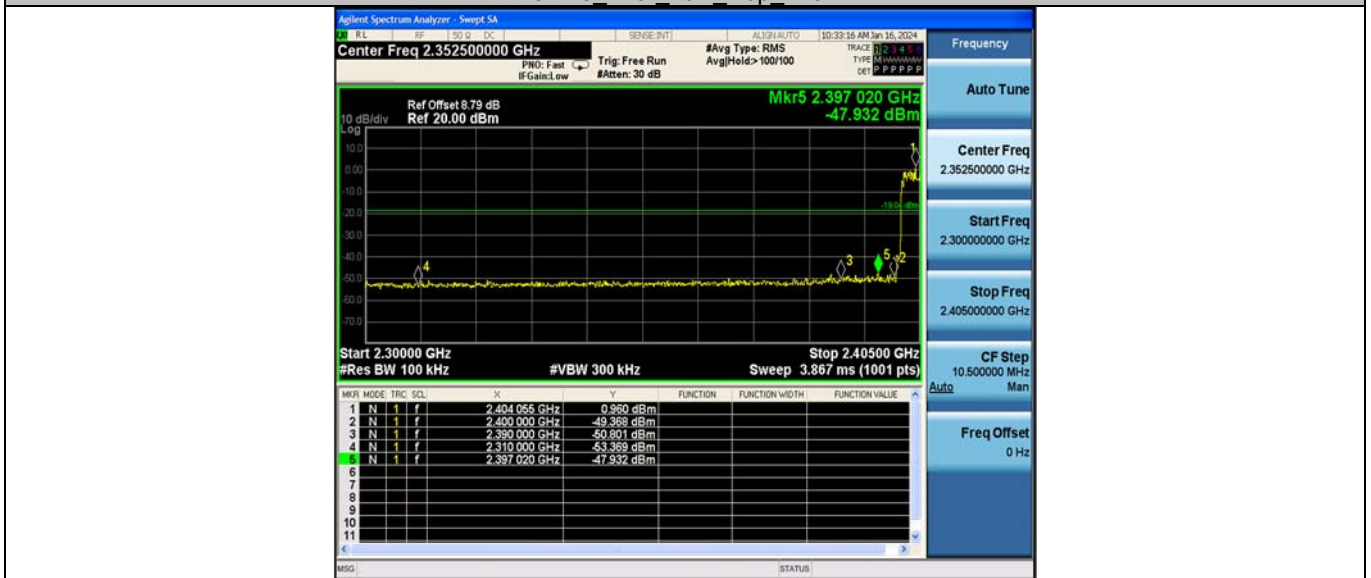 Agilent Spectrum Analyzer - Swept SA
RL RF 50 Ω DC SENSE:INT ALIGN AUTO 10:33:16 AM Jan 16, 2024
Center Freq 2.352500000 GHz
PNO: Fast
IFGain:Low
Trig: Free Run
#Atten: 30 dB
#Avg Type: RMS
Avg|Hold:> 100/100
TRACE 1 2 3 4 5 6
TYPE M
DET P P P P P P
Mkr5 2.397 020 GHz
-47.932 dBm
Ref Offset 8.79 dB
10 dB/div Ref 20.00 dBm
Log
10.0
0.00
-10.0
-20.0
-30.0
-40.0
-50.0
-60.0
-70.0
1
4
3
5
2
Start 2.30000 GHz Stop 2.40500 GHz
#Res BW 100 kHz #VBW 300 kHz Sweep 3.867 ms (1001 pts)
MKR MODE TRC SCL X Y FUNCTION FUNCTION WIDTH FUNCTION VALUE
1 N 1 f 2.404 055 GHz 0.960 dBm
2 N 1 f 2.400 000 GHz -49.368 dBm
3 N 1 f 2.390 000 GHz -50.801 dBm
4 N 1 f 2.310 000 GHz -53.369 dBm
5 N 1 f 2.397 020 GHz -47.932 dBm
6
7
8
9
10
11
MSG STATUS
Frequency
Auto Tune
Center Freq
2.352500000 GHz
Start Freq
2.300000000 GHz
Stop Freq
2.405000000 GHz
CF Step
10.500000 MHz
Auto Man
Freq Offset
0 Hz